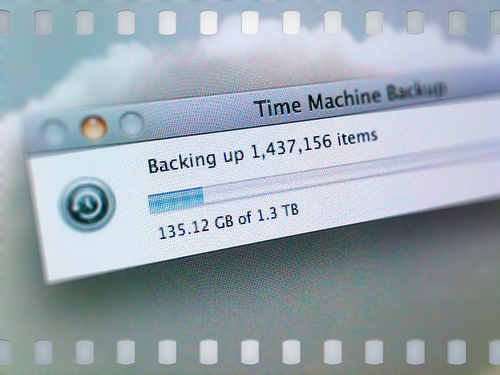 Time Machine Backup
Backing up 1,437,156 items
135.12 GB of 1.3 TB